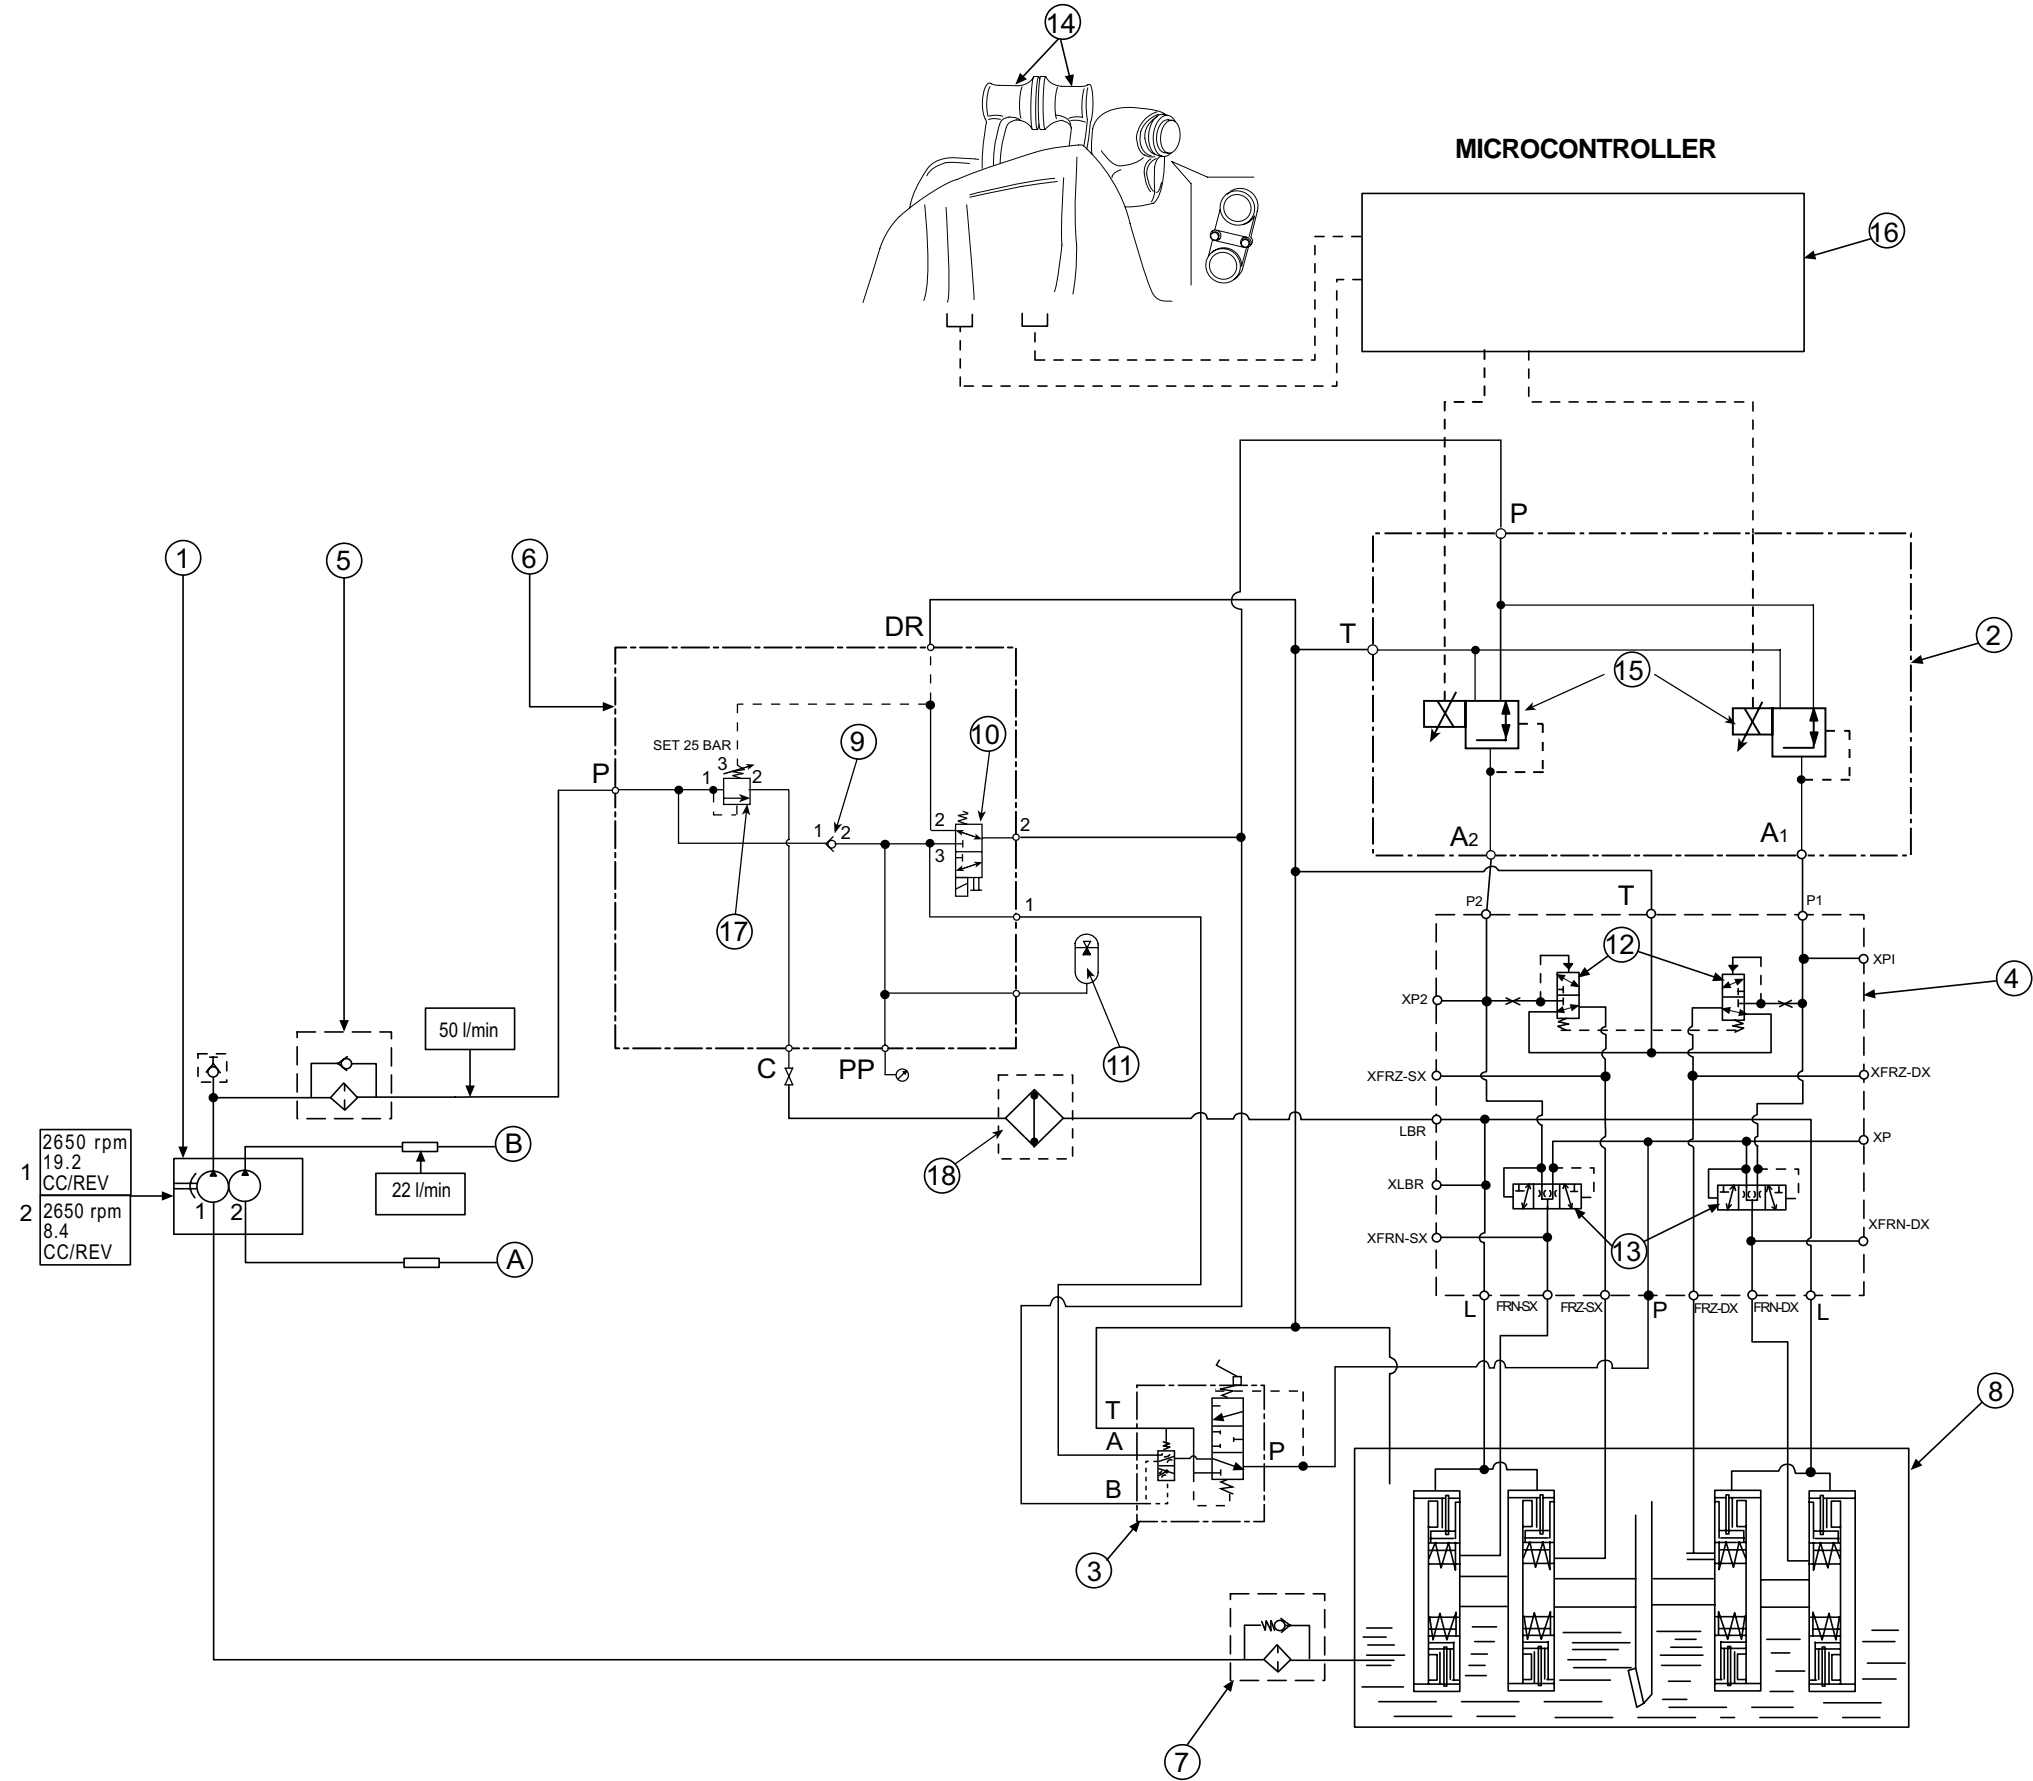 14
MICROCONTROLLER
16
P
1
5
6
DR
T
2
15
SET 25 BAR
9
10
P
1
3
2
1
2
2
3
2
A2
A1
17
1
P2
T
P1
12
XPI
4
XP2
50 l/min
C
PP
11
XFRZ-SX
XFRZ-DX
LBR
XP
2650 rpm
1
19.2
CC/REV
B
18
XLBR
2
2650 rpm
8.4
CC/REV
1
2
22 l/min
XFRN-SX
XFRN-DX
13
A
L
FRN-SX
FRZ-SX
P
FRZ-DX
FRN-DX
L
8
T
A
P
B
3
7